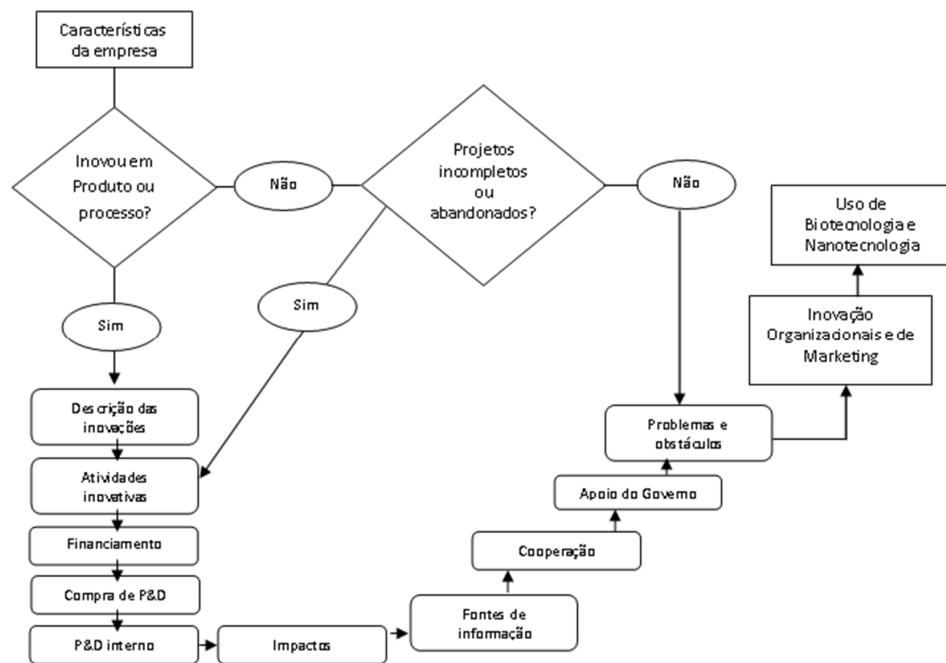 Características
da empresa
Inovou em
Produto ou
processo?
Não
Projetos
incompletos
ou
abandonados?
Não
Uso de
Biotecnologia e
Nanotecnologia
Sim
Sim
Inovação
Organizacionais e de
Marketing
Descrição das
inovações
Problemas e
obstáculos
Atividades
inovativas
Apoio do Governo
Financiamento
Cooperação
Compra de P&D
Fontes de
informação
P&D interno
Impactos